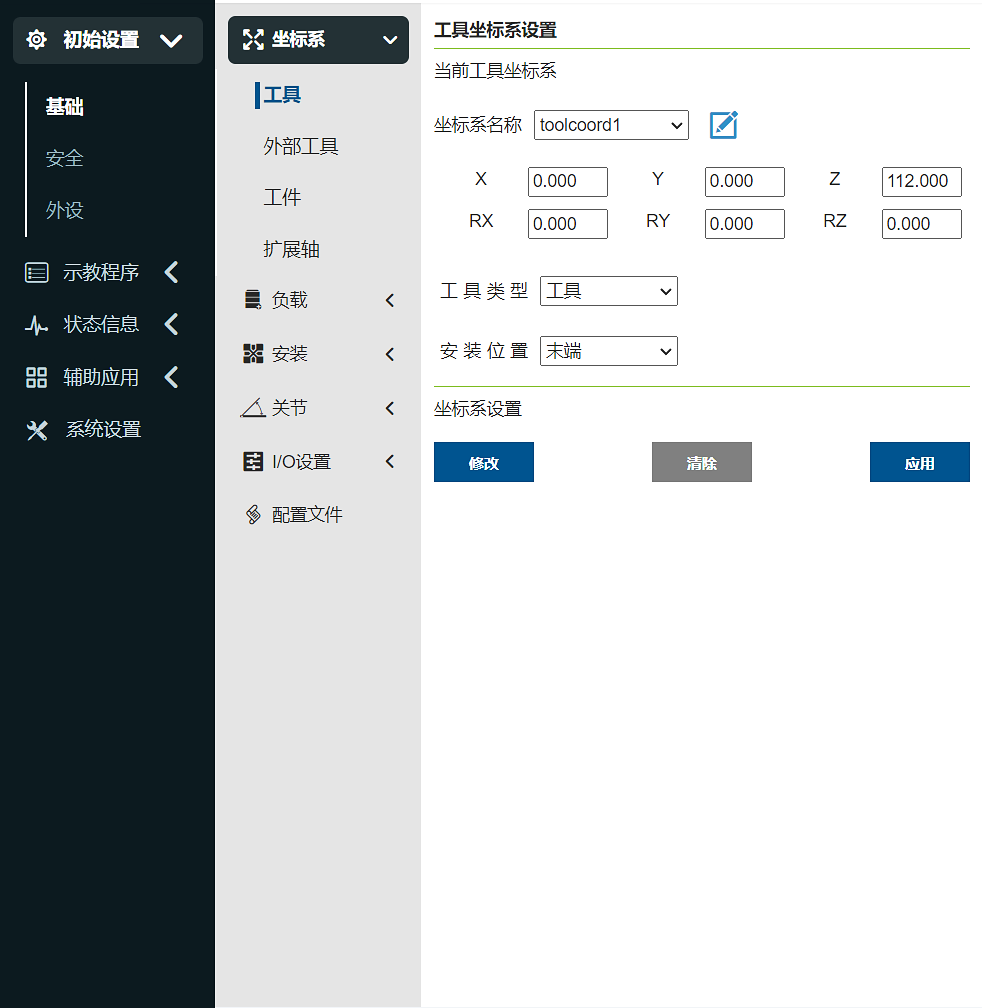 初始设置
基础
安全
外设
示教程序
状态信息
辅助应用
系统设置
坐标系
工具
外部工具
工件
扩展轴
负载
安装
关节
I/O设置
配置文件
工具坐标系设置
当前工具坐标系
坐标系名称 toolcoord1
X 0.000 Y 0.000 Z 112.000
RX 0.000 RY 0.000 RZ 0.000
工具类型 工具
安装位置 末端
坐标系设置
修改 清除 应用